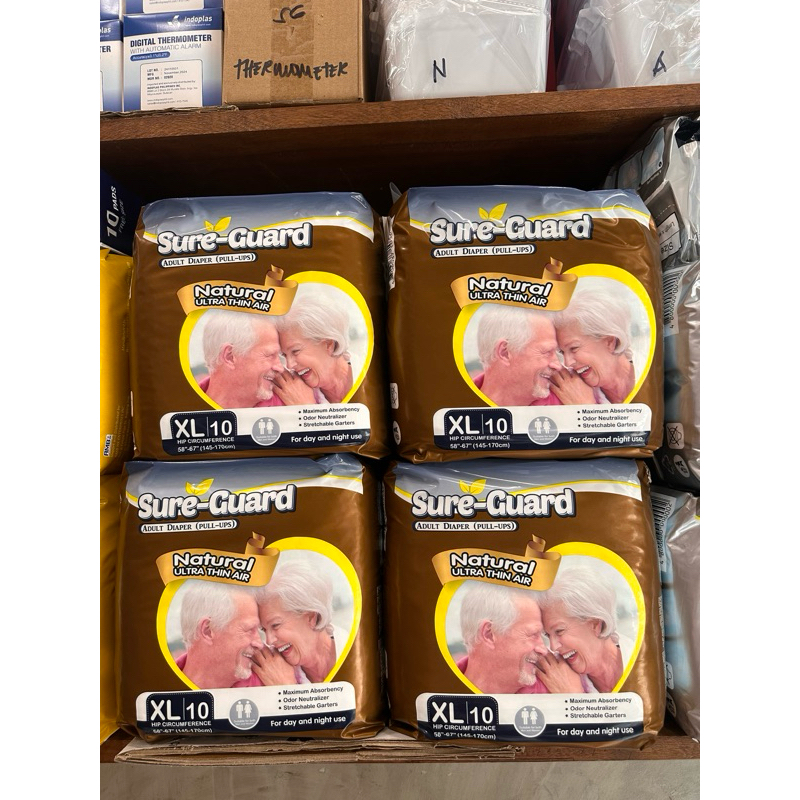 indoplas
DIGITAL THERMOMETER
WITH AUTOMATIC ALARM
56
THERMOMETER
N
A
10 PADS
Sure-Guard
ADULT DIAPER (PULL-UPS)
Natural
ULTRA THIN AIR
XL 10
HIP CIRCUMFERENCE
58"-67" (145-170cm)
• Maximum Absorbency
• Odor Neutralizer
• Stretchable Garters
For day and night use
Sure-Guard
ADULT DIAPER (PULL-UPS)
Natural
ULTRA THIN AIR
XL 10
HIP CIRCUMFERENCE
58"-67" (145-170cm)
• Maximum Absorbency
• Odor Neutralizer
• Stretchable Garters
For day and night use
Sure-Guard
ADULT DIAPER (PULL-UPS)
Natural
ULTRA THIN AIR
XL 10
HIP CIRCUMFERENCE
58"-67" (145-170cm)
• Maximum Absorbency
• Odor Neutralizer
• Stretchable Garters
For day and night use
Sure-Guard
ADULT DIAPER (PULL-UPS)
Natural
ULTRA THIN AIR
XL 10
HIP CIRCUMFERENCE
58"-67" (145-170cm)
• Maximum Absorbency
• Odor Neutralizer
• Stretchable Garters
For day and night use